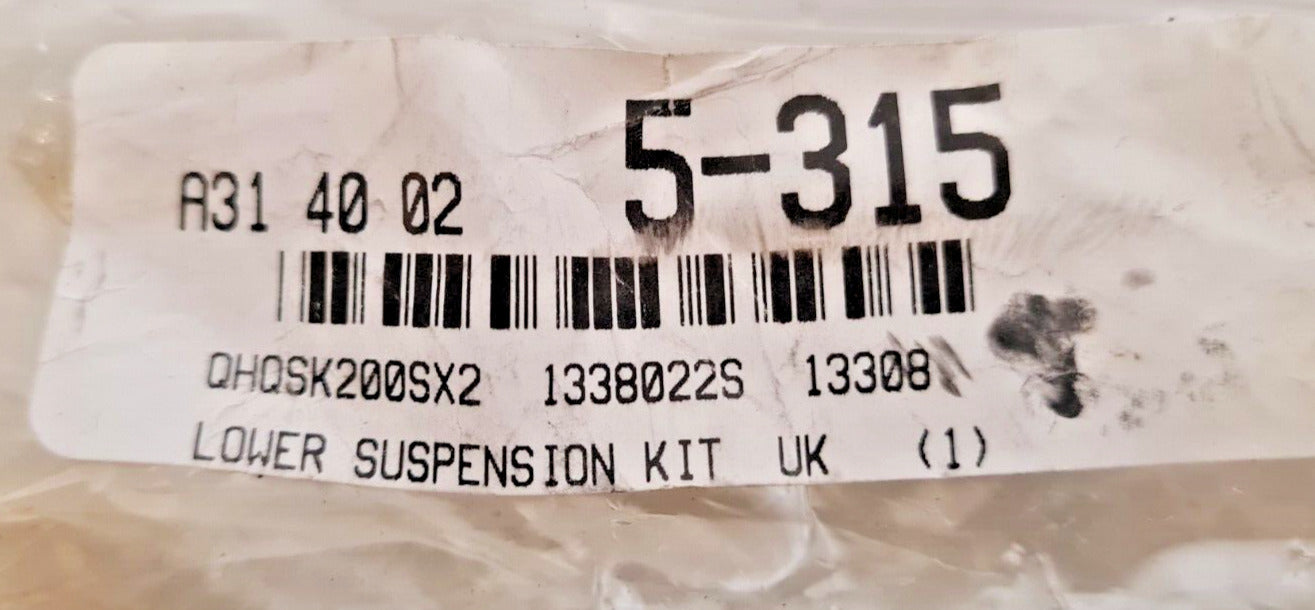 A31 40 02 5-315
QHQSK200SX2 1338022S 13308
LOWER SUSPENSION KIT UK (1)